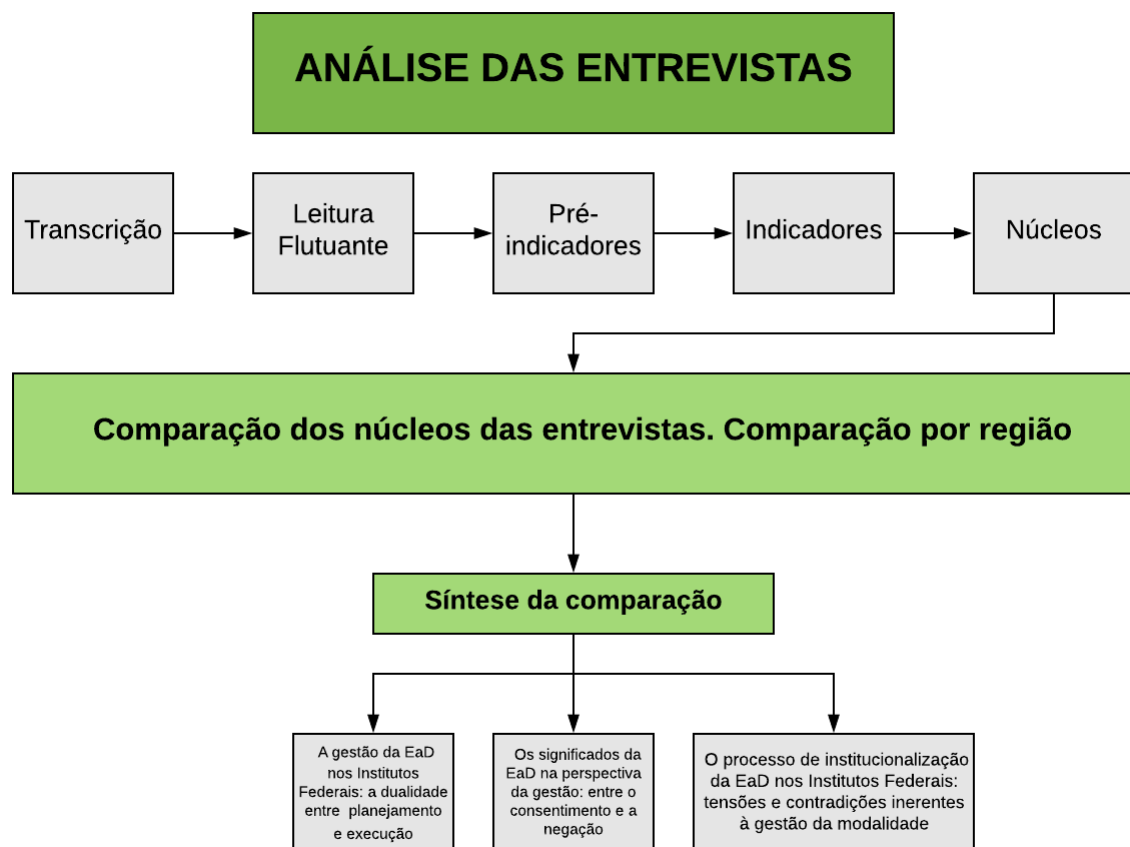 ANÁLISE DAS ENTREVISTAS
Transcrição
Leitura
Flutuante
Pré-
indicadores
Indicadores
Núcleos
Comparação dos núcleos das entrevistas. Comparação por região
Síntese da comparação
A gestão da EaD
nos Institutos
Federais: a dualidade
entre planejamento
e execução
Os significados da
EaD na perspectiva
da gestão: entre o
consentimento e a
negação
O processo de institucionalização
da EaD nos Institutos Federais:
tensões e contradições inerentes
à gestão da modalidade